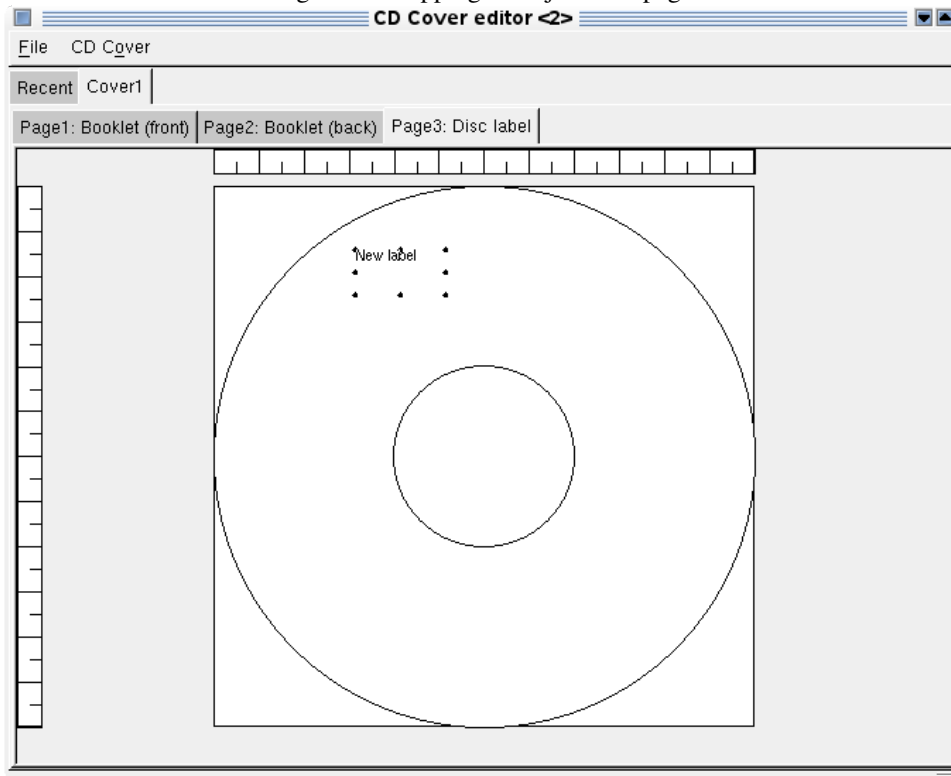 CD Cover editor <2>
File CD Cover
Recent Cover1
Page1: Booklet (front) Page2: Booklet (back) Page3: Disc label
New label